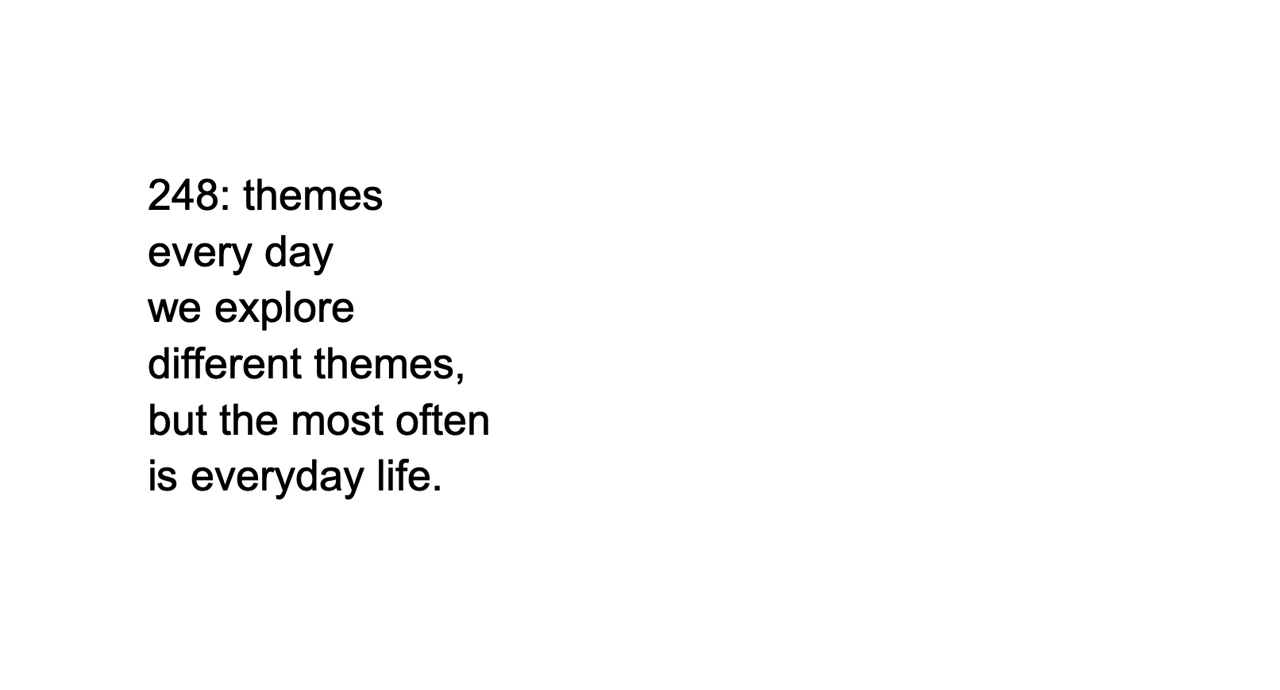 248: themes
every day
we explore
different themes,
but the most often
is everyday life.